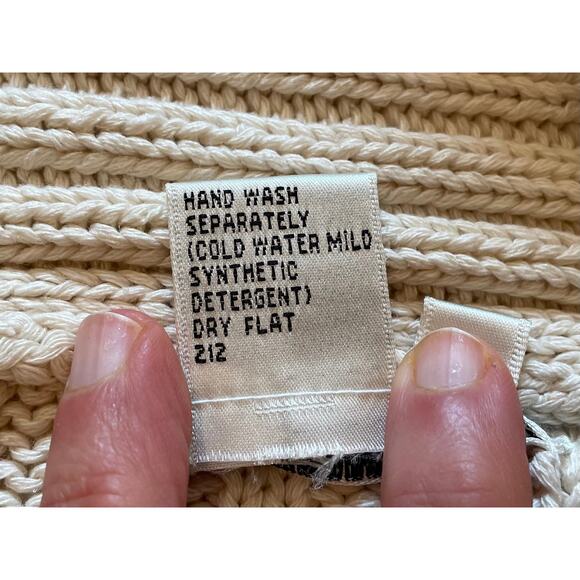 HAND WASH
SEPARATELY
(COLD WATER MILD
SYNTHETIC
DETERGENT)
DRY FLAT
212